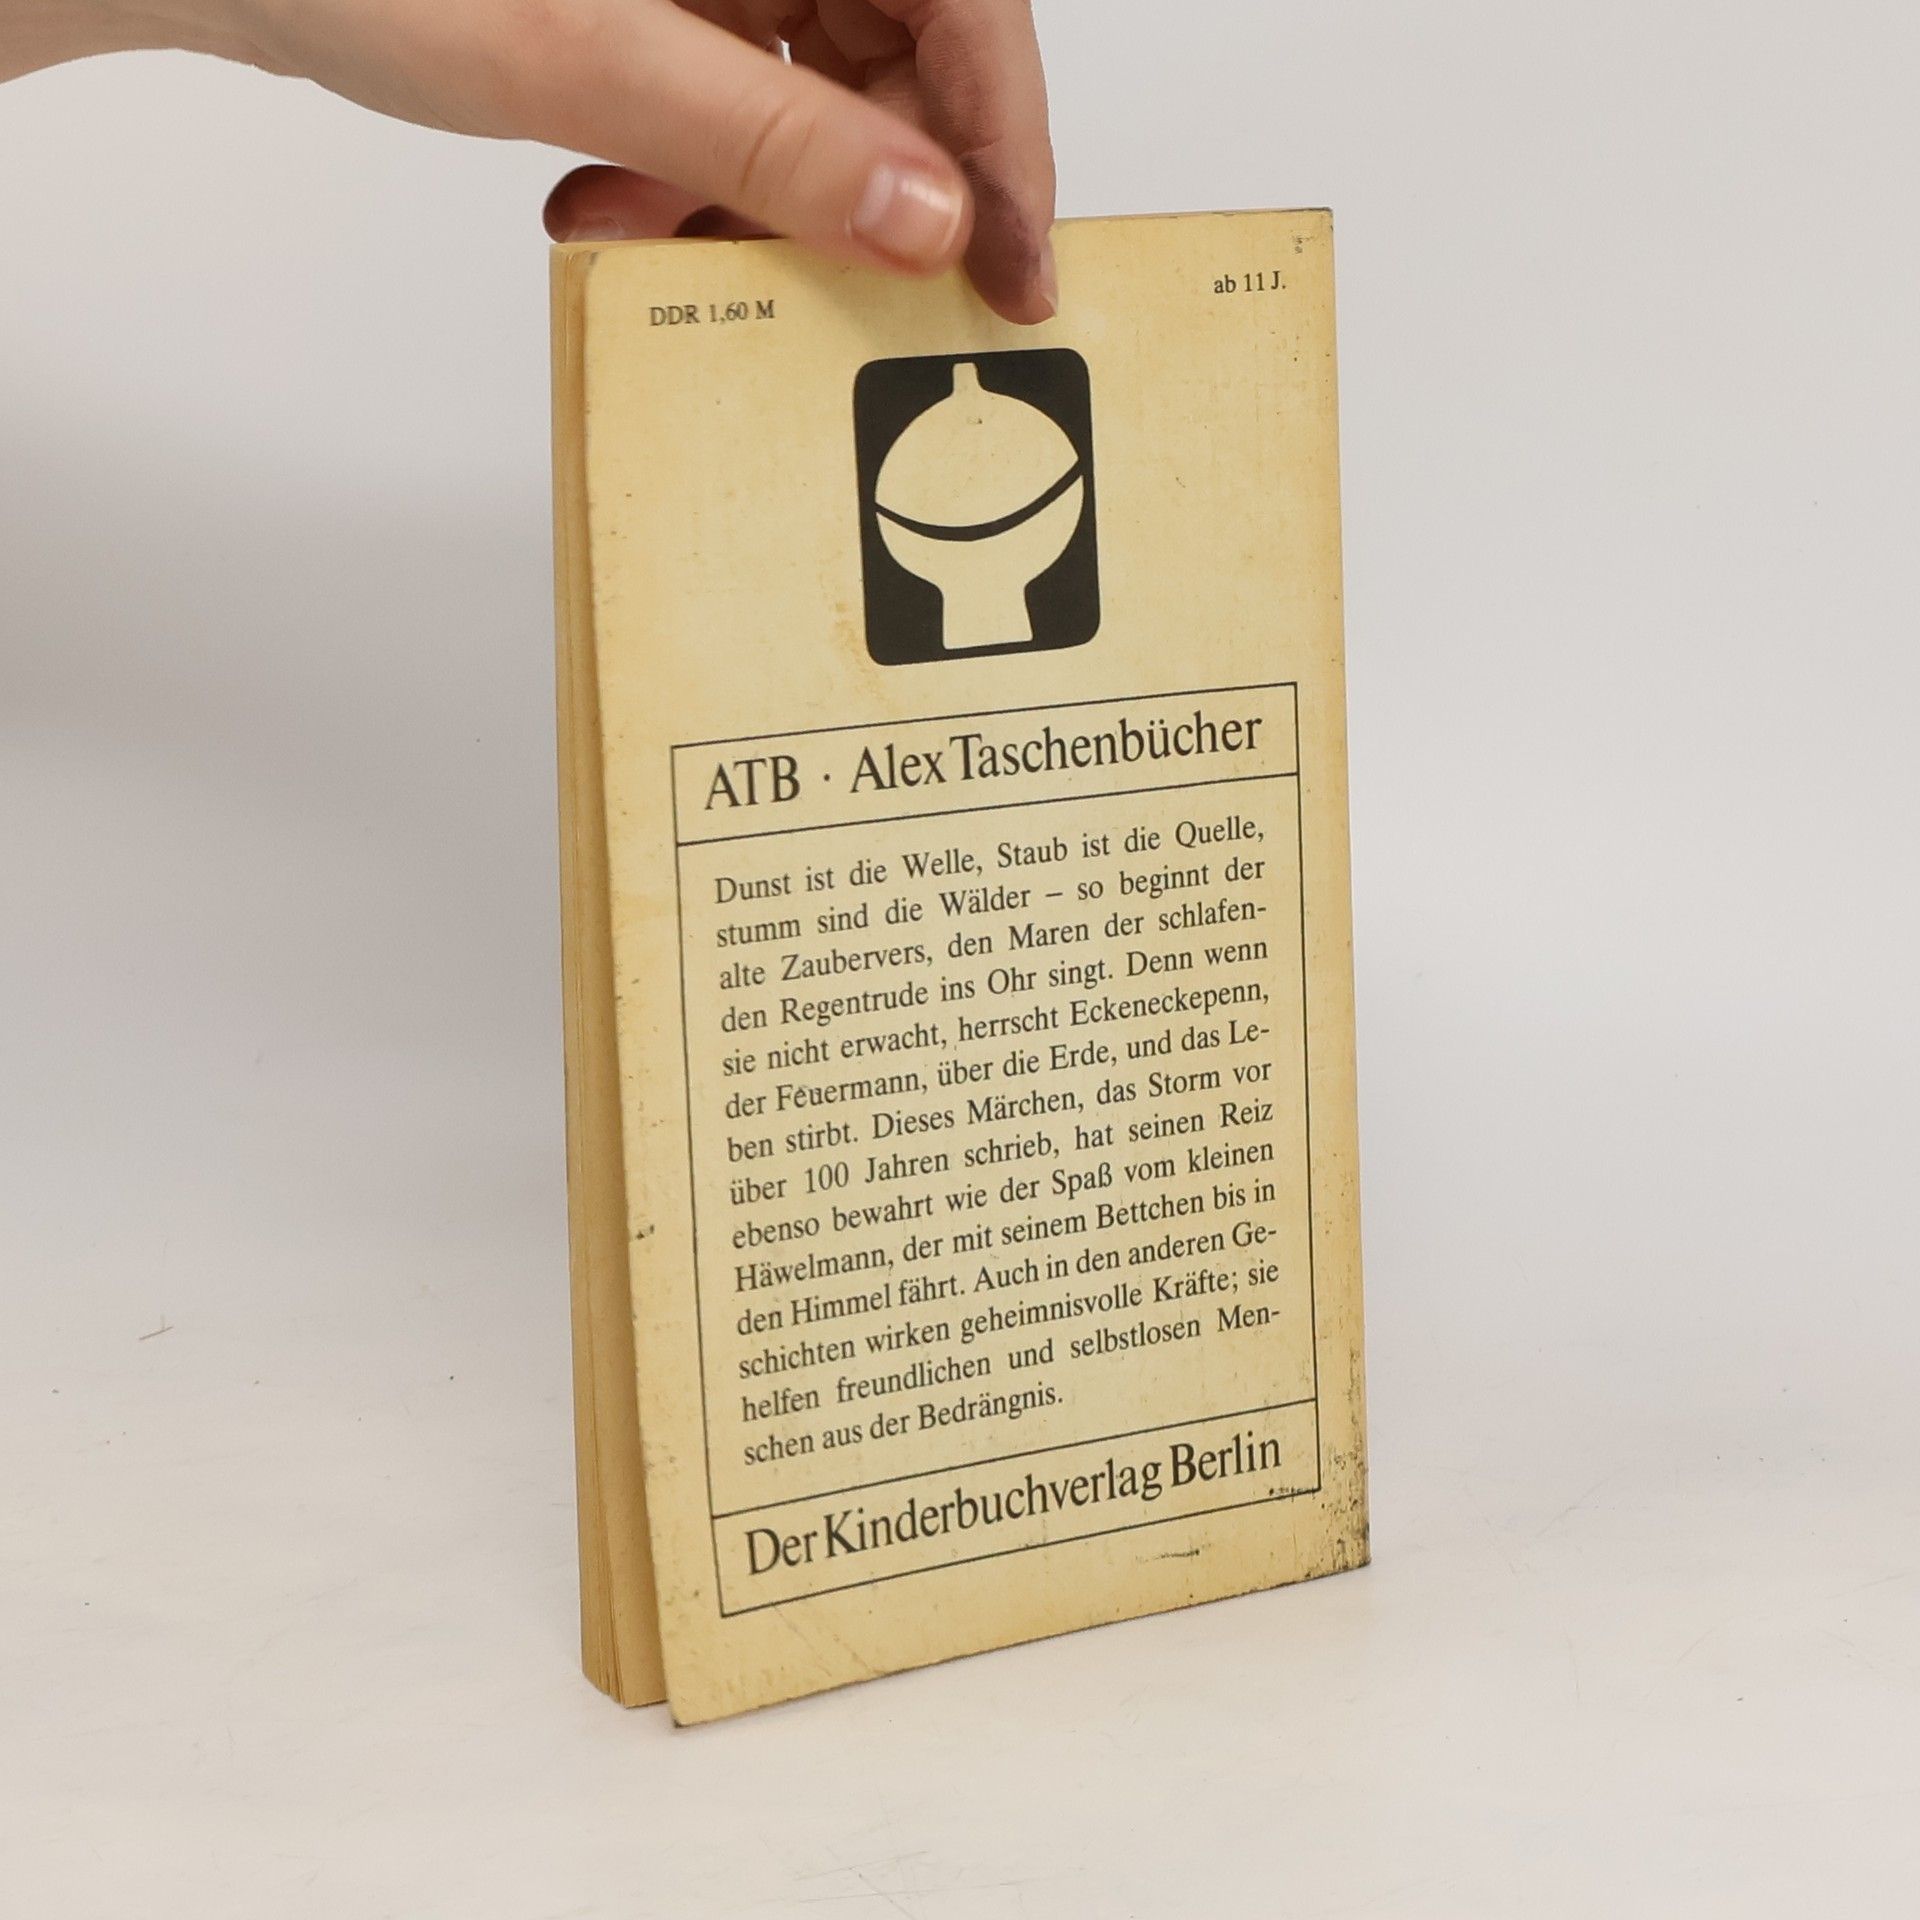 DDR 1,60 M
ab 11 J.
ATB · Alex Taschenbücher
Dunst ist die Welle, Staub ist die Quelle,
stumm sind die Wälder – so beginnt der
alte Zaubervers, den Maren der schlafen-
den Regentrude ins Ohr singt. Denn wenn
sie nicht erwacht, herrscht Eckeneckepenn,
der Feuermann, über die Erde, und das Le-
ben stirbt. Dieses Märchen, das Storm vor
über 100 Jahren schrieb, hat seinen Reiz
ebenso bewahrt wie der Spaß vom kleinen
Häwelmann, der mit seinem Bettchen bis in
den Himmel fährt. Auch in den anderen Ge-
schichten wirken geheimnisvolle Kräfte; sie
helfen freundlichen und selbstlosen Men-
schen aus der Bedrängnis.
Der Kinderbuchverlag Berlin